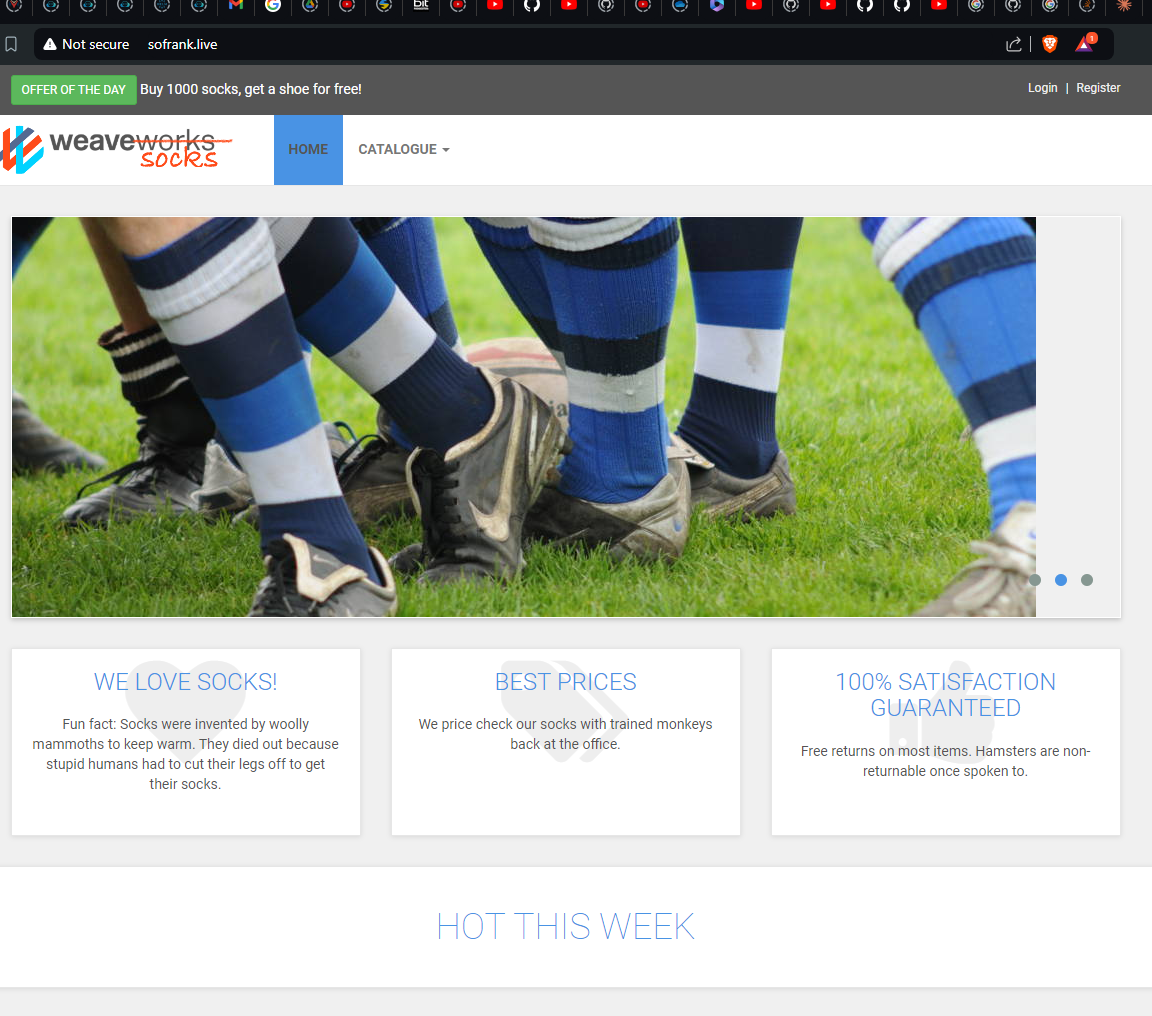 Not secure sofrank.live
1
OFFER OF THE DAY Buy 1000 socks, get a shoe for free!
Login | Register
weaveworks
socks
HOME CATALOGUE
WE LOVE SOCKS!
Fun fact: Socks were invented by woolly
mammoths to keep warm. They died out because
stupid humans had to cut their legs off to get
their socks.
BEST PRICES
We price check our socks with trained monkeys
back at the office.
100% SATISFACTION
GUARANTEED
Free returns on most items. Hamsters are non-
returnable once spoken to.
HOT THIS WEEK